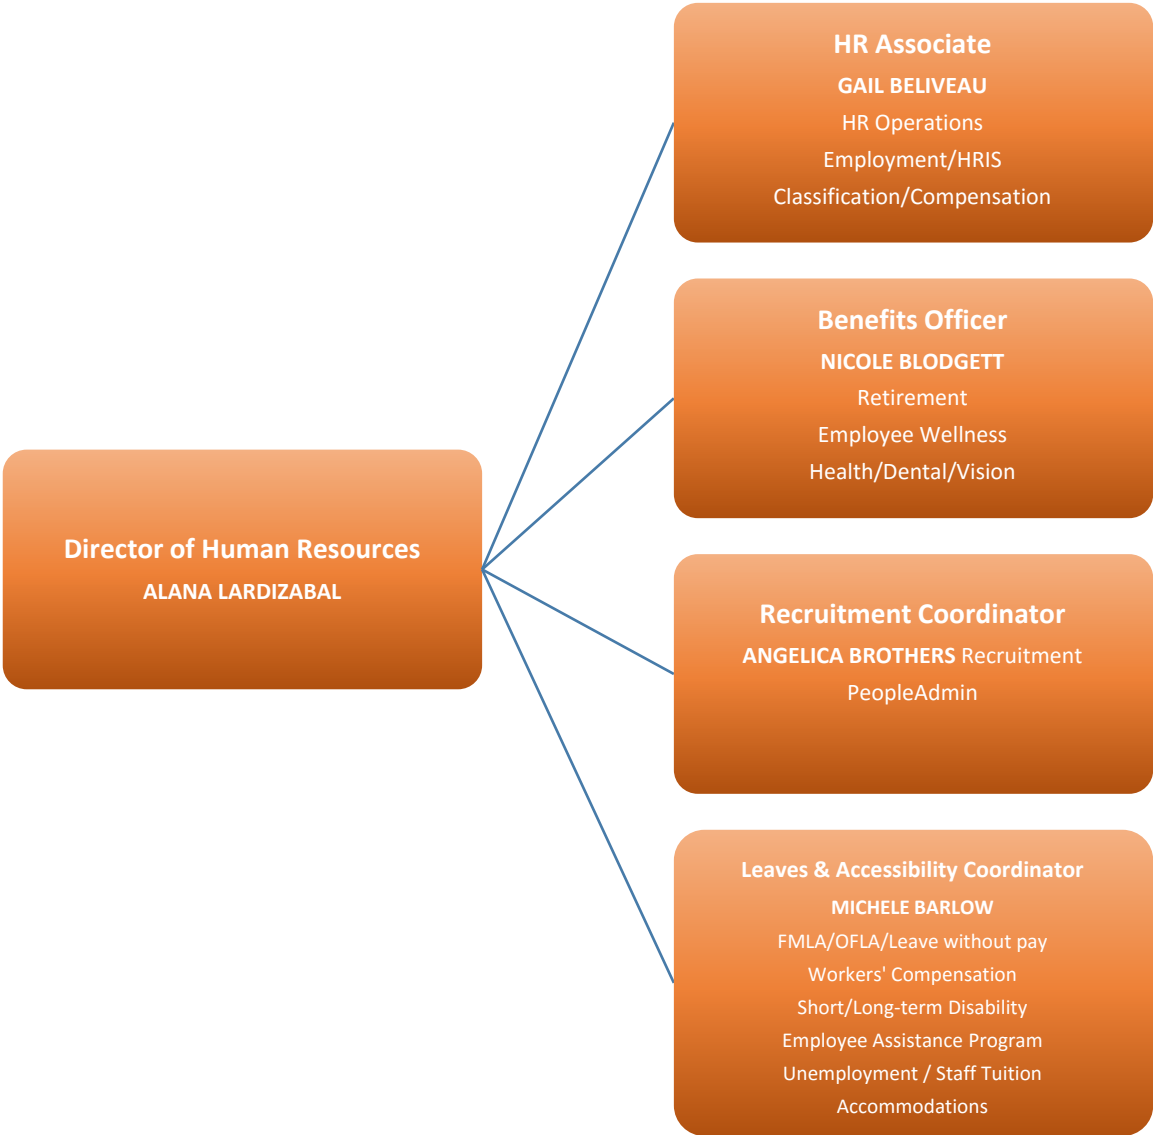 HR Associate
GAIL BELIVEAU
HR Operations
Employment/HRIS
Classification/Compensation
Benefits Officer
NICOLE BLODGETT
Retirement
Employee Wellness
Health/Dental/Vision
Director of Human Resources
ALANA LARDIZABAL
Recruitment Coordinator
ANGELICA BROTHERS Recruitment
PeopleAdmin
Leaves & Accessibility Coordinator
MICHELE BARLOW
FMLA/OFLA/Leave without pay
Workers' Compensation
Short/Long-term Disability
Employee Assistance Program
Unemployment / Staff Tuition
Accommodations